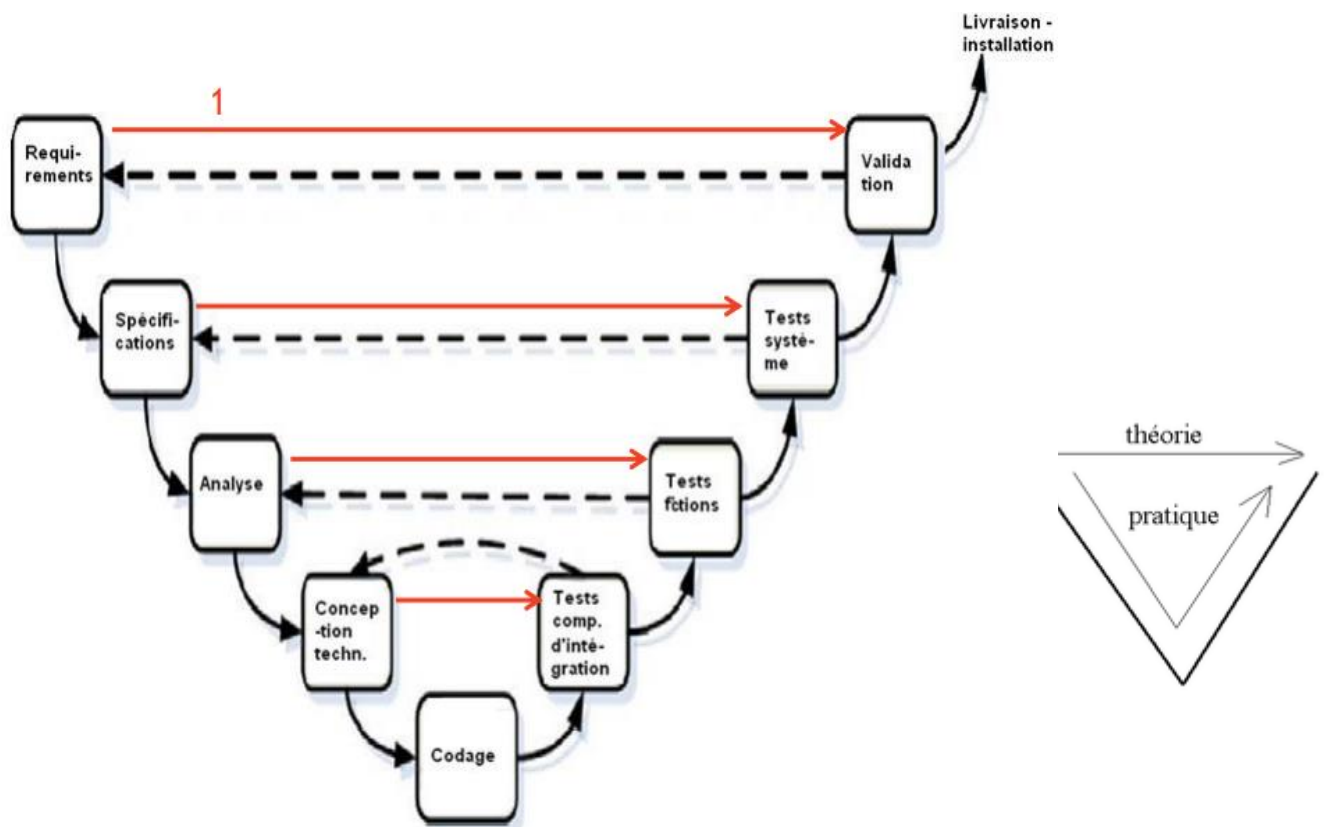 Livraison -
installation
1
Requi-
rements
Valida
tion
Spécifi-
cations
Tests
systè-
me
Analyse
Tests
fctions
théorie
pratique
Concep
-tion
techn.
Tests
comp.
d'inté-
gration
Codage